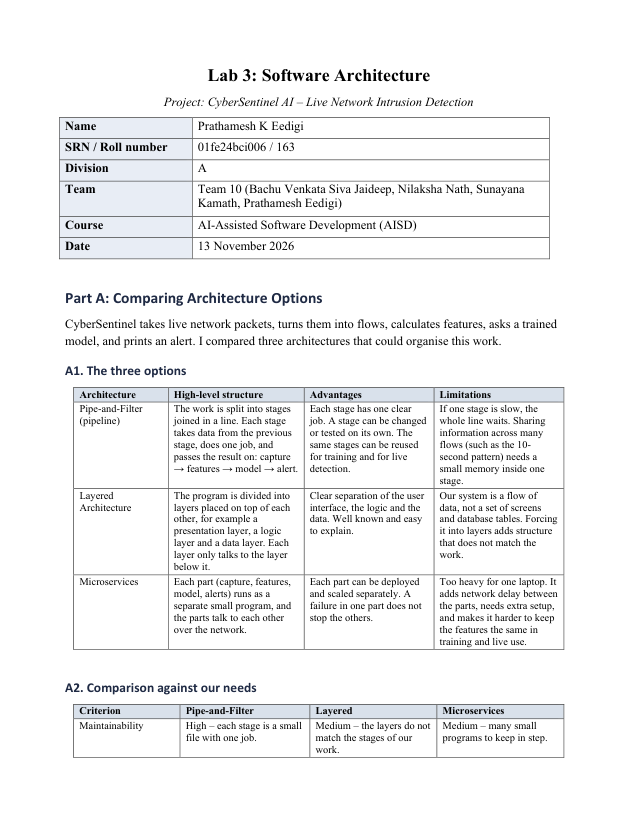 Lab 3: Software Architecture
Project: CyberSentinel AI – Live Network Intrusion Detection
Name Prathamesh K Eedigi
SRN / Roll number 01fe24bci006 / 163
Division A
Team Team 10 (Bachu Venkata Siva Jaideep, Nilaksha Nath, Sunayana
Kamath, Prathamesh Eedigi)
Course AI-Assisted Software Development (AISD)
Date 13 November 2026
Part A: Comparing Architecture Options
CyberSentinel takes live network packets, turns them into flows, calculates features, asks a trained
model, and prints an alert. I compared three architectures that could organise this work.
A1. The three options
Architecture High-level structure Advantages Limitations
Pipe-and-Filter
(pipeline)
The work is split into stages
joined in a line. Each stage
takes data from the previous
stage, does one job, and
passes the result on: capture
→ features → model → alert.
Each stage has one clear
job. A stage can be changed
or tested on its own. The
same stages can be reused
for training and for live
detection.
If one stage is slow, the
whole line waits. Sharing
information across many
flows (such as the 10-
second pattern) needs a
small memory inside one
stage.
Layered
Architecture
The program is divided into
layers placed on top of each
other, for example a
presentation layer, a logic
layer and a data layer. Each
layer only talks to the layer
below it.
Clear separation of the user
interface, the logic and the
data. Well known and easy
to explain.
Our system is a flow of
data, not a set of screens
and database tables. Forcing
it into layers adds structure
that does not match the
work.
Microservices
Each part (capture, features,
model, alerts) runs as a
separate small program, and
the parts talk to each other
over the network.
Each part can be deployed
and scaled separately. A
failure in one part does not
stop the others.
Too heavy for one laptop. It
adds network delay between
the parts, needs extra setup,
and makes it harder to keep
the features the same in
training and live use.
A2. Comparison against our needs
Criterion Pipe-and-Filter Layered Microservices
Maintainability
High – each stage is a small
file with one job.
Medium – the layers do not
match the stages of our
work.
Medium – many small
programs to keep in step.